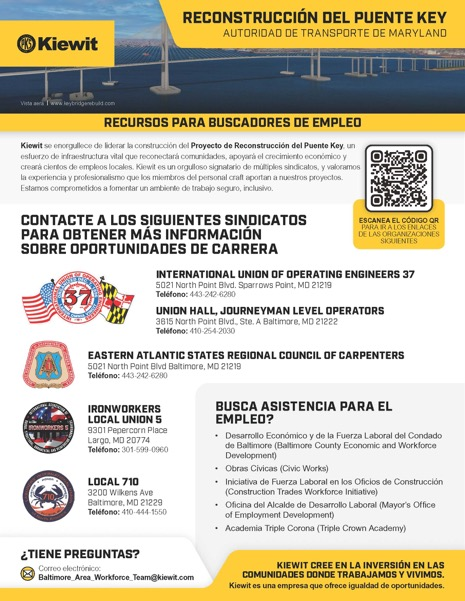 Kiewit
RECONSTRUCCIÓN DEL PUENTE KEY
AUTORIDAD DE TRANSPORTE DE MARYLAND
Vista aera | www.keybridgerebuild.com
RECURSOS PARA BUSCADORES DE EMPLEO
Kiewit se enorgullece de liderar la construcción del Proyecto de Reconstrucción del Puente Key, un
esfuerzo de infraestructura vital que reconectará comunidades, apoyará el crecimiento económico y
creará cientos de empleos locales. Kiewit es un orgulloso signatario de múltiples sindicatos, y valoramos
la experiencia y profesionalismo que los miembros del personal craft aportan a nuestros proyectos.
Estamos comprometidos a fomentar un ambiente de trabajo seguro, inclusivo.
ESCANEA EL CÓDIGO QR
PARA IR A LOS ENLACES
DE LAS ORGANIZACIONES
SIGUIENTES
CONTACTE A LOS SIGUIENTES SINDICATOS
PARA OBTENER MÁS INFORMACIÓN
SOBRE OPORTUNIDADES DE CARRERA
37
INTERNATIONAL UNION OF OPERATING ENGINEERS 37
5021 North Point Blvd. Sparrows Point, MD 21219
Teléfono: 443-242-6280
UNION HALL, JOURNEYMAN LEVEL OPERATORS
3615 North Point Blvd., Ste. A Baltimore, MD 21222
Teléfono: 410-254-2030
EASTERN ATLANTIC STATES REGIONAL COUNCIL OF CARPENTERS
5021 North Point Blvd Baltimore, MD 21219
Teléfono: 443-242-6280
IRONWORKERS 5
IRONWORKERS
LOCAL UNION 5
9301 Peppercorn Place
Largo, MD 20774
Teléfono: 301-599-0960
LOCAL 710
3200 Wilkens Ave
Baltimore, MD 21229
Teléfono: 410-444-1550
BUSCA ASISTENCIA PARA EL
EMPLEO?
• Desarrollo Económico y de la Fuerza Laboral del Condado
de Baltimore (Baltimore County Economic and Workforce
Development)
• Obras Cívicas (Civic Works)
• Iniciativa de Fuerza Laboral en los Oficios de Construcción
(Construction Trades Workforce Initiative)
• Oficina del Alcalde de Desarrollo Laboral (Mayor's Office
of Employment Development)
• Academia Triple Corona (Triple Crown Academy)
¿TIENE PREGUNTAS?
Correo electrónico:
Baltimore_Area_Workforce_Team@kiewit.com
KIEWIT CREE EN LA INVERSIÓN EN LAS
COMUNIDADES DONDE TRABAJAMOS Y VIVIMOS.
Kiewit es una empresa que ofrece igualdad de oportunidades.